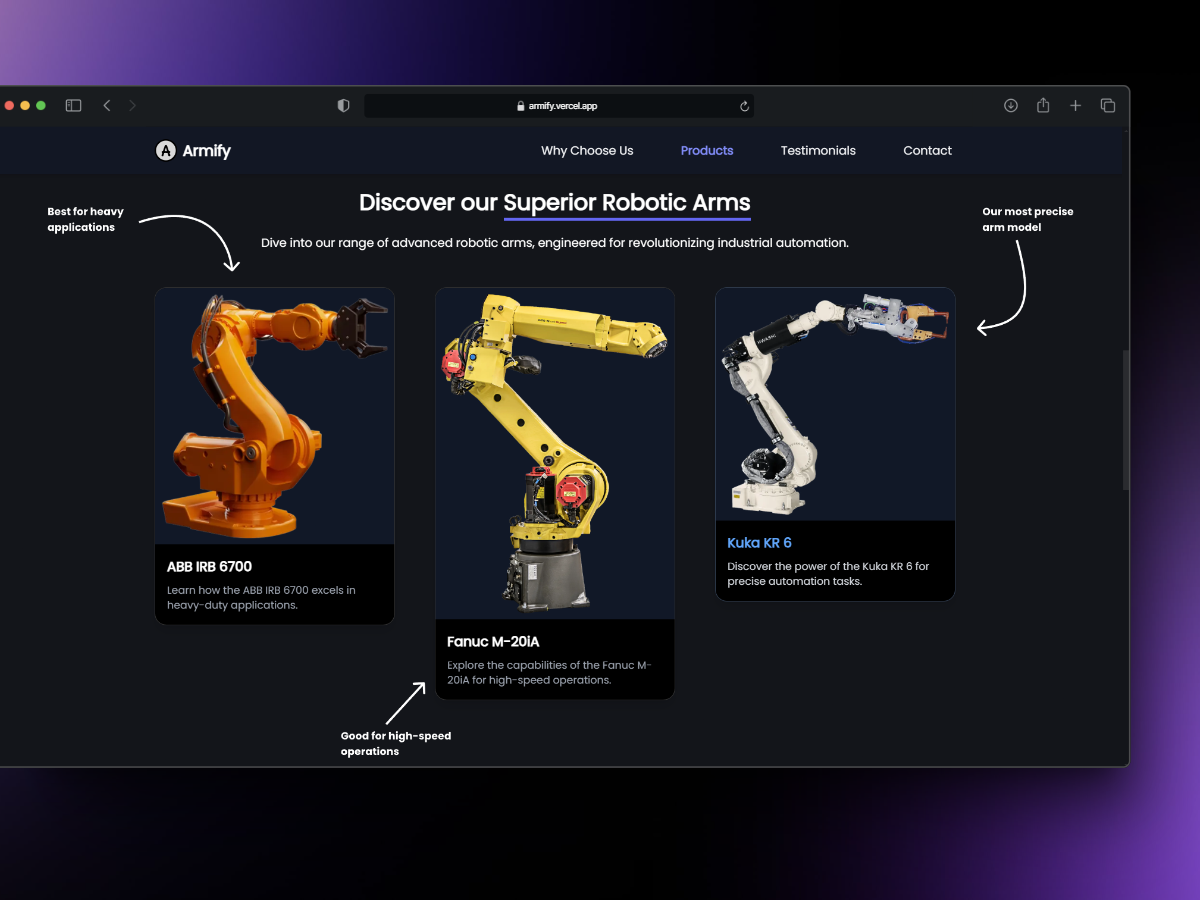 armify.vercel.app
A Armify
Why Choose Us
Products
Testimonials
Contact
Discover our Superior Robotic Arms
Dive into our range of advanced robotic arms, engineered for revolutionizing industrial automation.
Best for heavy
applications
Our most precise
arm model
ABB IRB 6700
Learn how the ABB IRB 6700 excels in
heavy-duty applications.
Fanuc M-20iA
Explore the capabilities of the Fanuc M-
20iA for high-speed operations.
Kuka KR 6
Discover the power of the Kuka KR 6 for
precise automation tasks.
Good for high-speed
operations